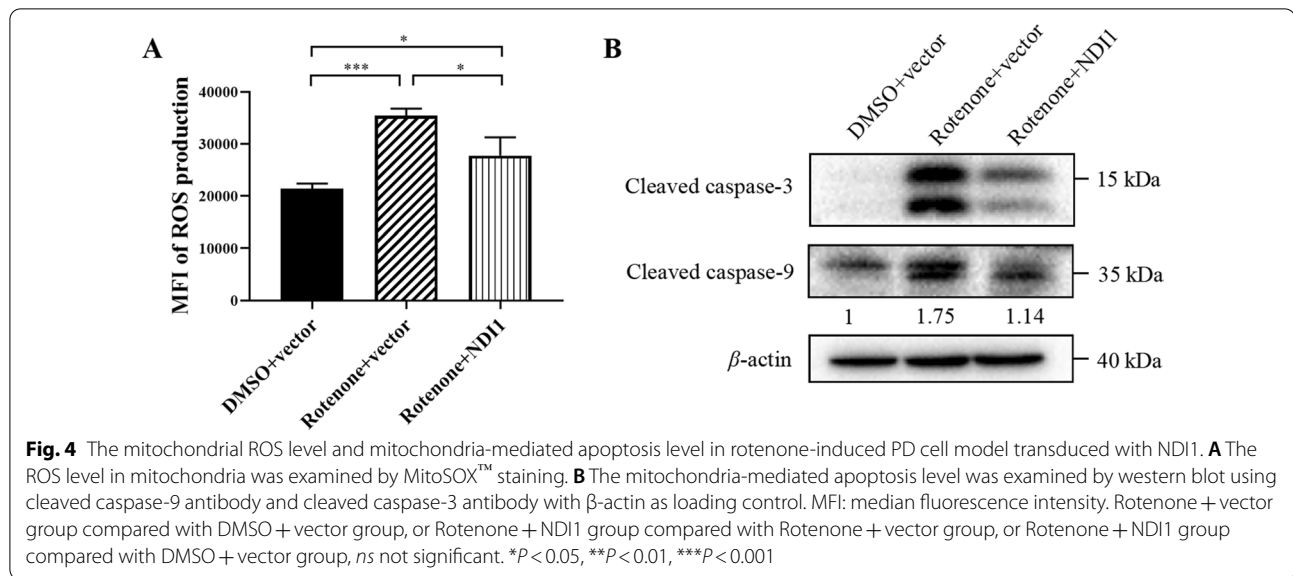 A
*
***
*
MFI of ROS production
40000
30000
20000
10000
0
DMSO+vector
Rotenone+vector
Rotenone+NDI1
B
DMSO+vector
Rotenone+vector
Rotenone+NDI1
Cleaved caspase-3
15 kDa
Cleaved caspase-9
35 kDa
1 1.75 1.14
β-actin
40 kDa
Fig. 4 The mitochondrial ROS level and mitochondria-mediated apoptosis level in rotenone-induced PD cell model transduced with NDI1. A The
ROS level in mitochondria was examined by MitoSOX™ staining. B The mitochondria-mediated apoptosis level was examined by western blot using
cleaved caspase-9 antibody and cleaved caspase-3 antibody with β-actin as loading control. MFI: median fluorescence intensity. Rotenone + vector
group compared with DMSO + vector group, or Rotenone + NDI1 group compared with Rotenone + vector group, or Rotenone + NDI1 group
compared with DMSO + vector group, ns not significant. *P < 0.05, **P < 0.01, ***P < 0.001